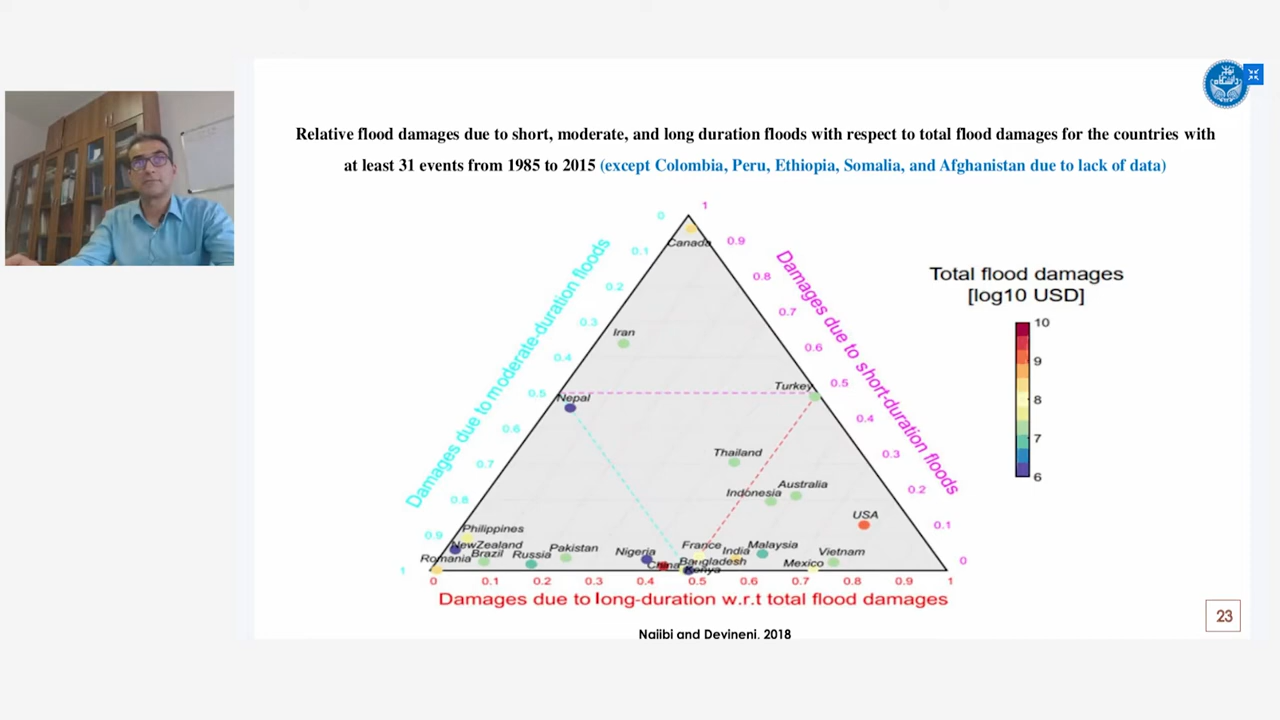 Relative flood damages due to short, moderate, and long duration floods with respect to total flood damages for the countries with
at least 31 events from 1985 to 2015 (except Colombia, Peru, Ethiopia, Somalia, and Afghanistan due to lack of data)
Damages due to moderate-duration floods
0
0.1
0.2
0.3
0.4
0.5
0.6
0.7
0.8
0.9
1
Damages due to short-duration floods
1
0.9
0.8
0.7
0.6
0.5
0.4
0.3
0.2
0.1
0
Canada
Iran
Turkey
Nepal
Thailand
Australia
Indonesia
USA
Philippines
NewZealand
Romania
Brazil
Russia
Pakistan
Nigeria
China
France
Bangladesh
Kenya
India
Malaysia
Mexico
Vietnam
0 0.1 0.2 0.3 0.4 0.5 0.6 0.7 0.8 0.9 1
Damages due to long-duration w.r.t total flood damages
Total flood damages
[log10 USD]
10
9
8
7
6
Najibi and Devineni. 2018
23